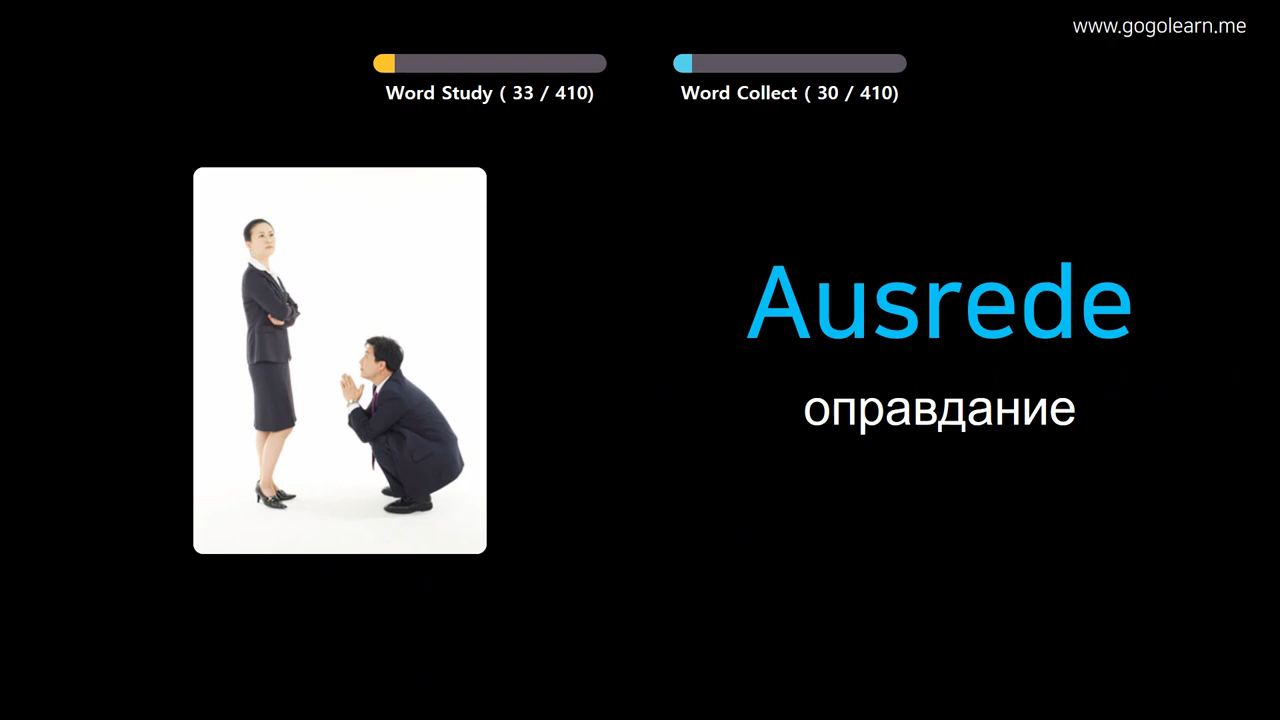 www.gogolearn.me
Word Study ( 33 / 410)
Word Collect ( 30 / 410)
Ausrede
оправдание